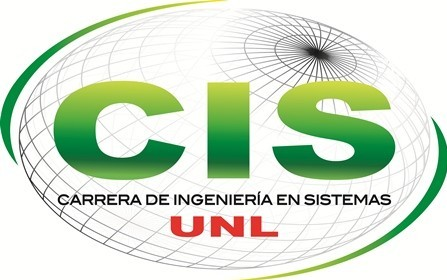 CIS
CARRERA DE INGENIERÍA EN SISTEMAS
UNL